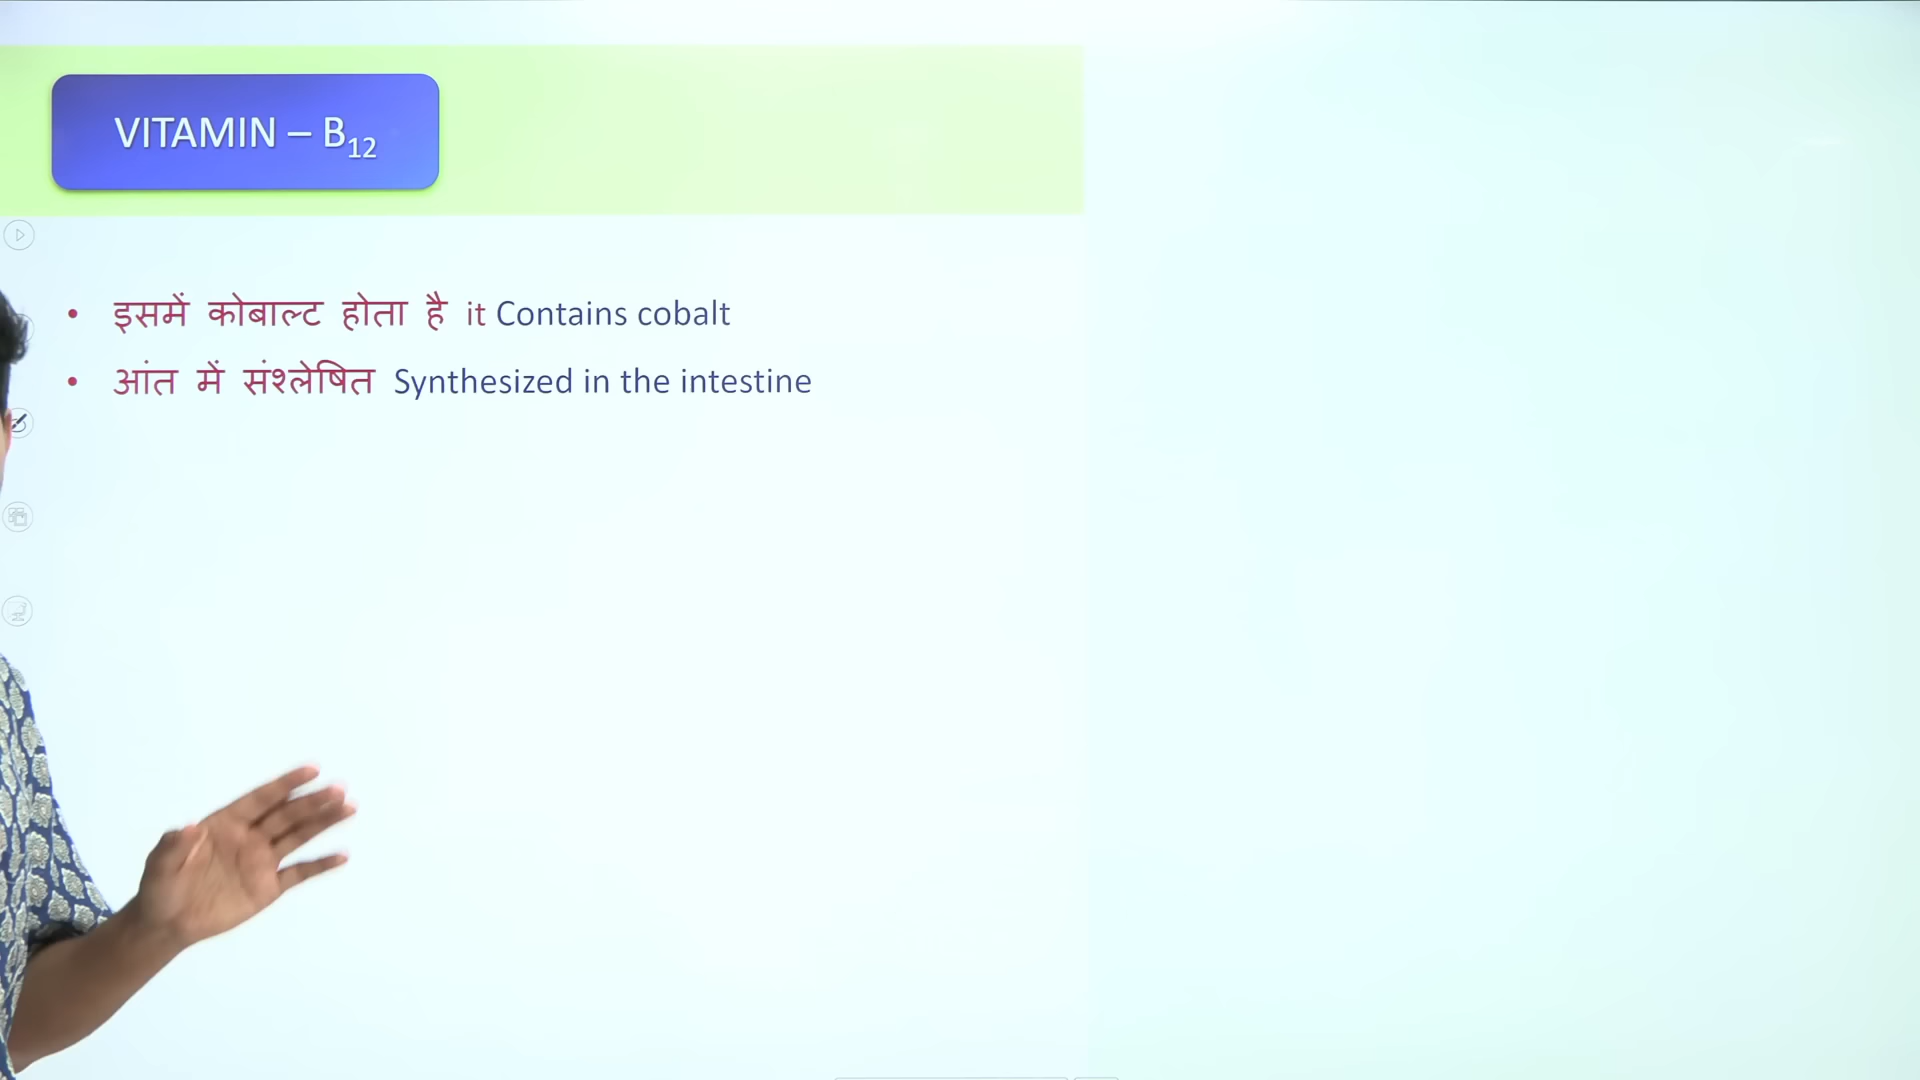 VITAMIN – B12
• इसमें कोबाल्ट होता है it Contains cobalt
• आंत में संश्लेषित Synthesized in the intestine